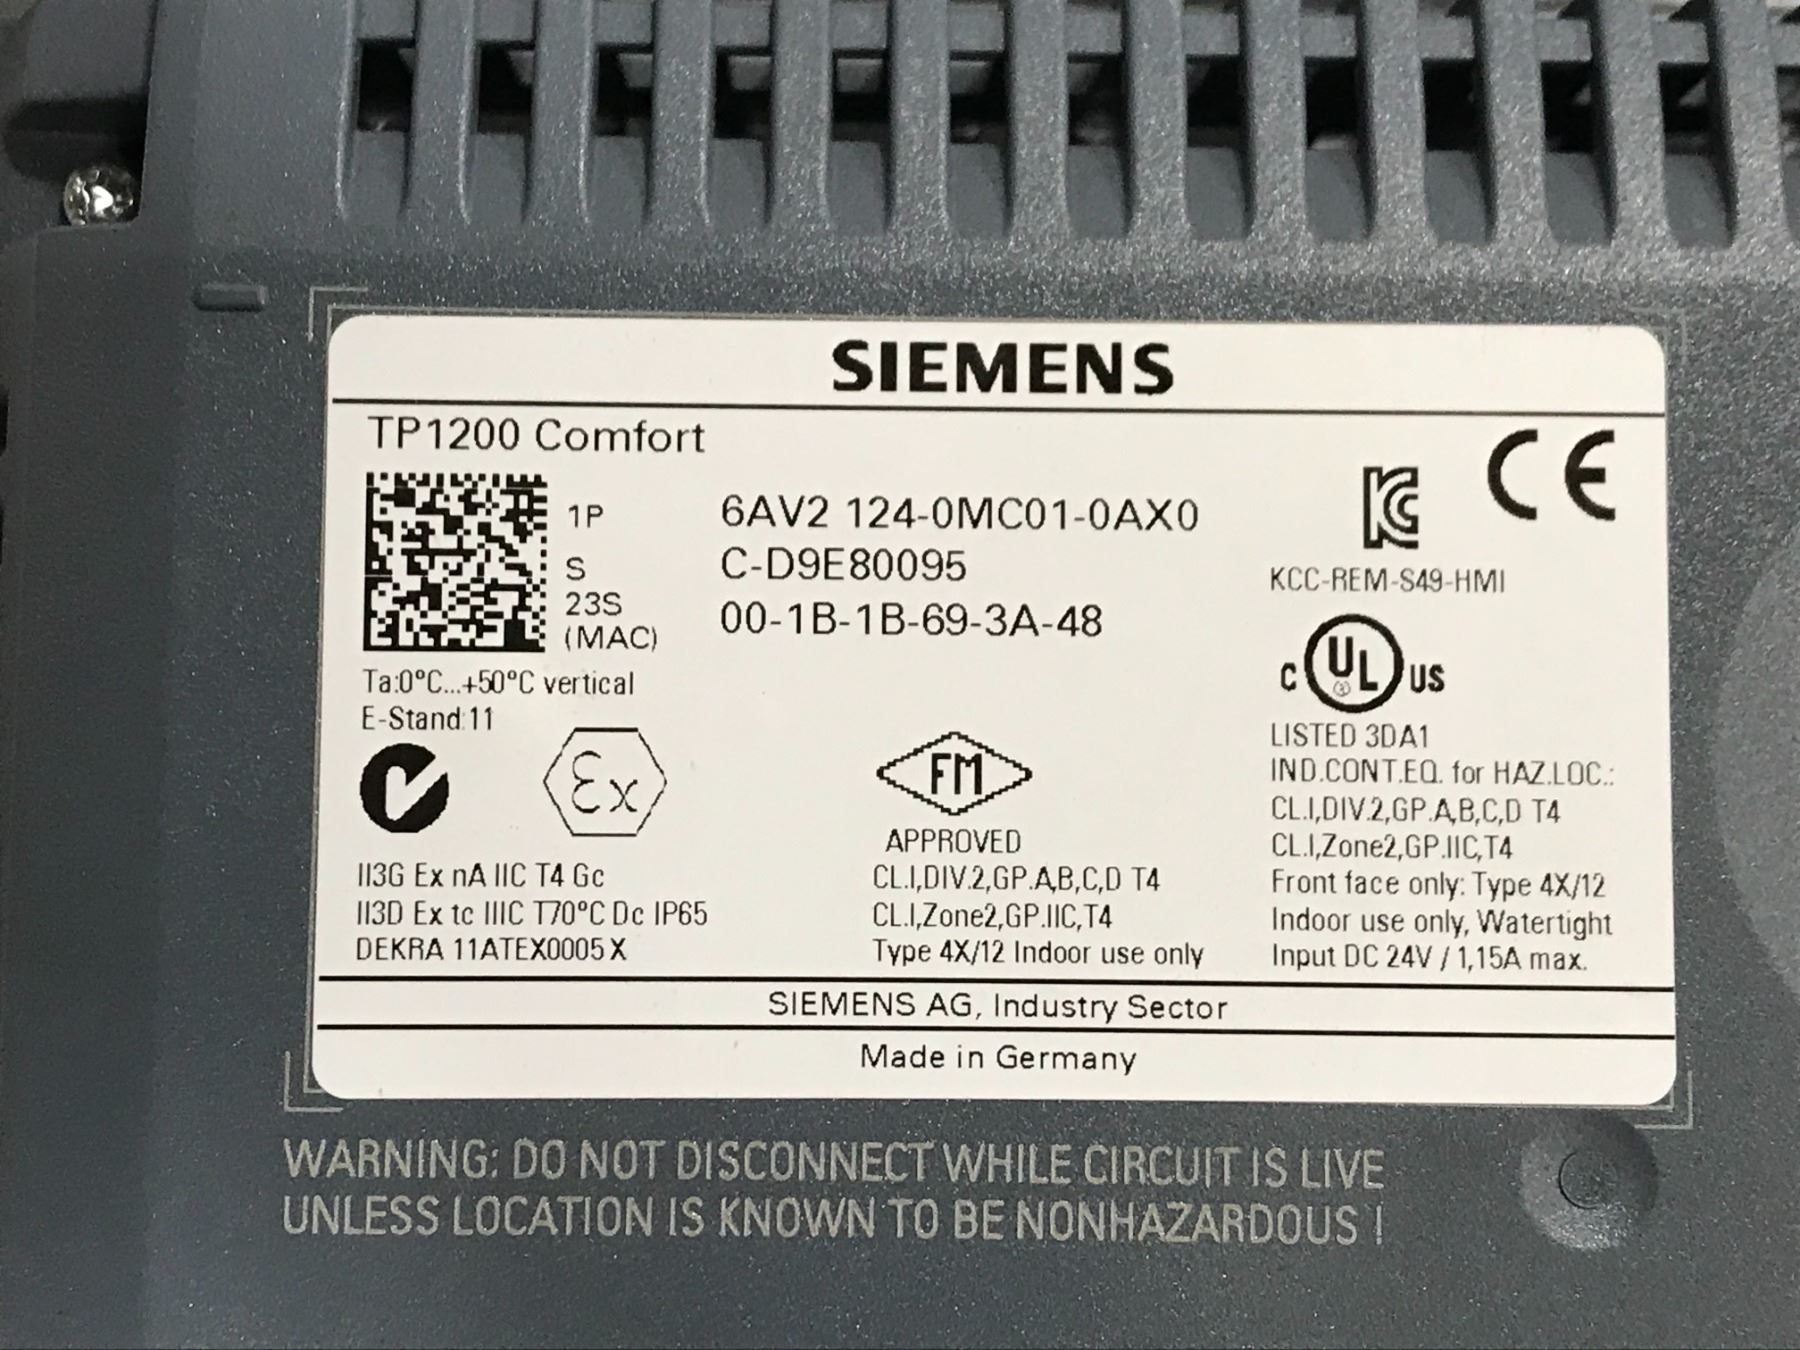 SIEMENS
TP1200 Comfort
1P 6AV2 124-0MC01-0AX0
S C-D9E80095
23S 00-1B-1B-69-3A-48
(MAC)
Ta:0°C...+50°C vertical
E-Stand:11
Ex
II3G Ex nA IIC T4 Gc
II3D Ex tc IIIC T70°C Dc IP65
DEKRA 11ATEX0005 X
FM
APPROVED
CL.I,DIV.2,GP.A,B,C,D T4
CL.I,Zone2,GP.IIC,T4
Type 4X/12 Indoor use only
KC CE
KCC-REM-S49-HMI
C UL US
LISTED 3DA1
IND.CONT.EQ. for HAZ.LOC.:
CL.I,DIV.2,GP.A,B,C,D T4
CL.I,Zone2,GP.IIC,T4
Front face only: Type 4X/12
Indoor use only, Watertight
Input DC 24V / 1,15A max.
SIEMENS AG, Industry Sector
Made in Germany
WARNING: DO NOT DISCONNECT WHILE CIRCUIT IS LIVE
UNLESS LOCATION IS KNOWN TO BE NONHAZARDOUS !